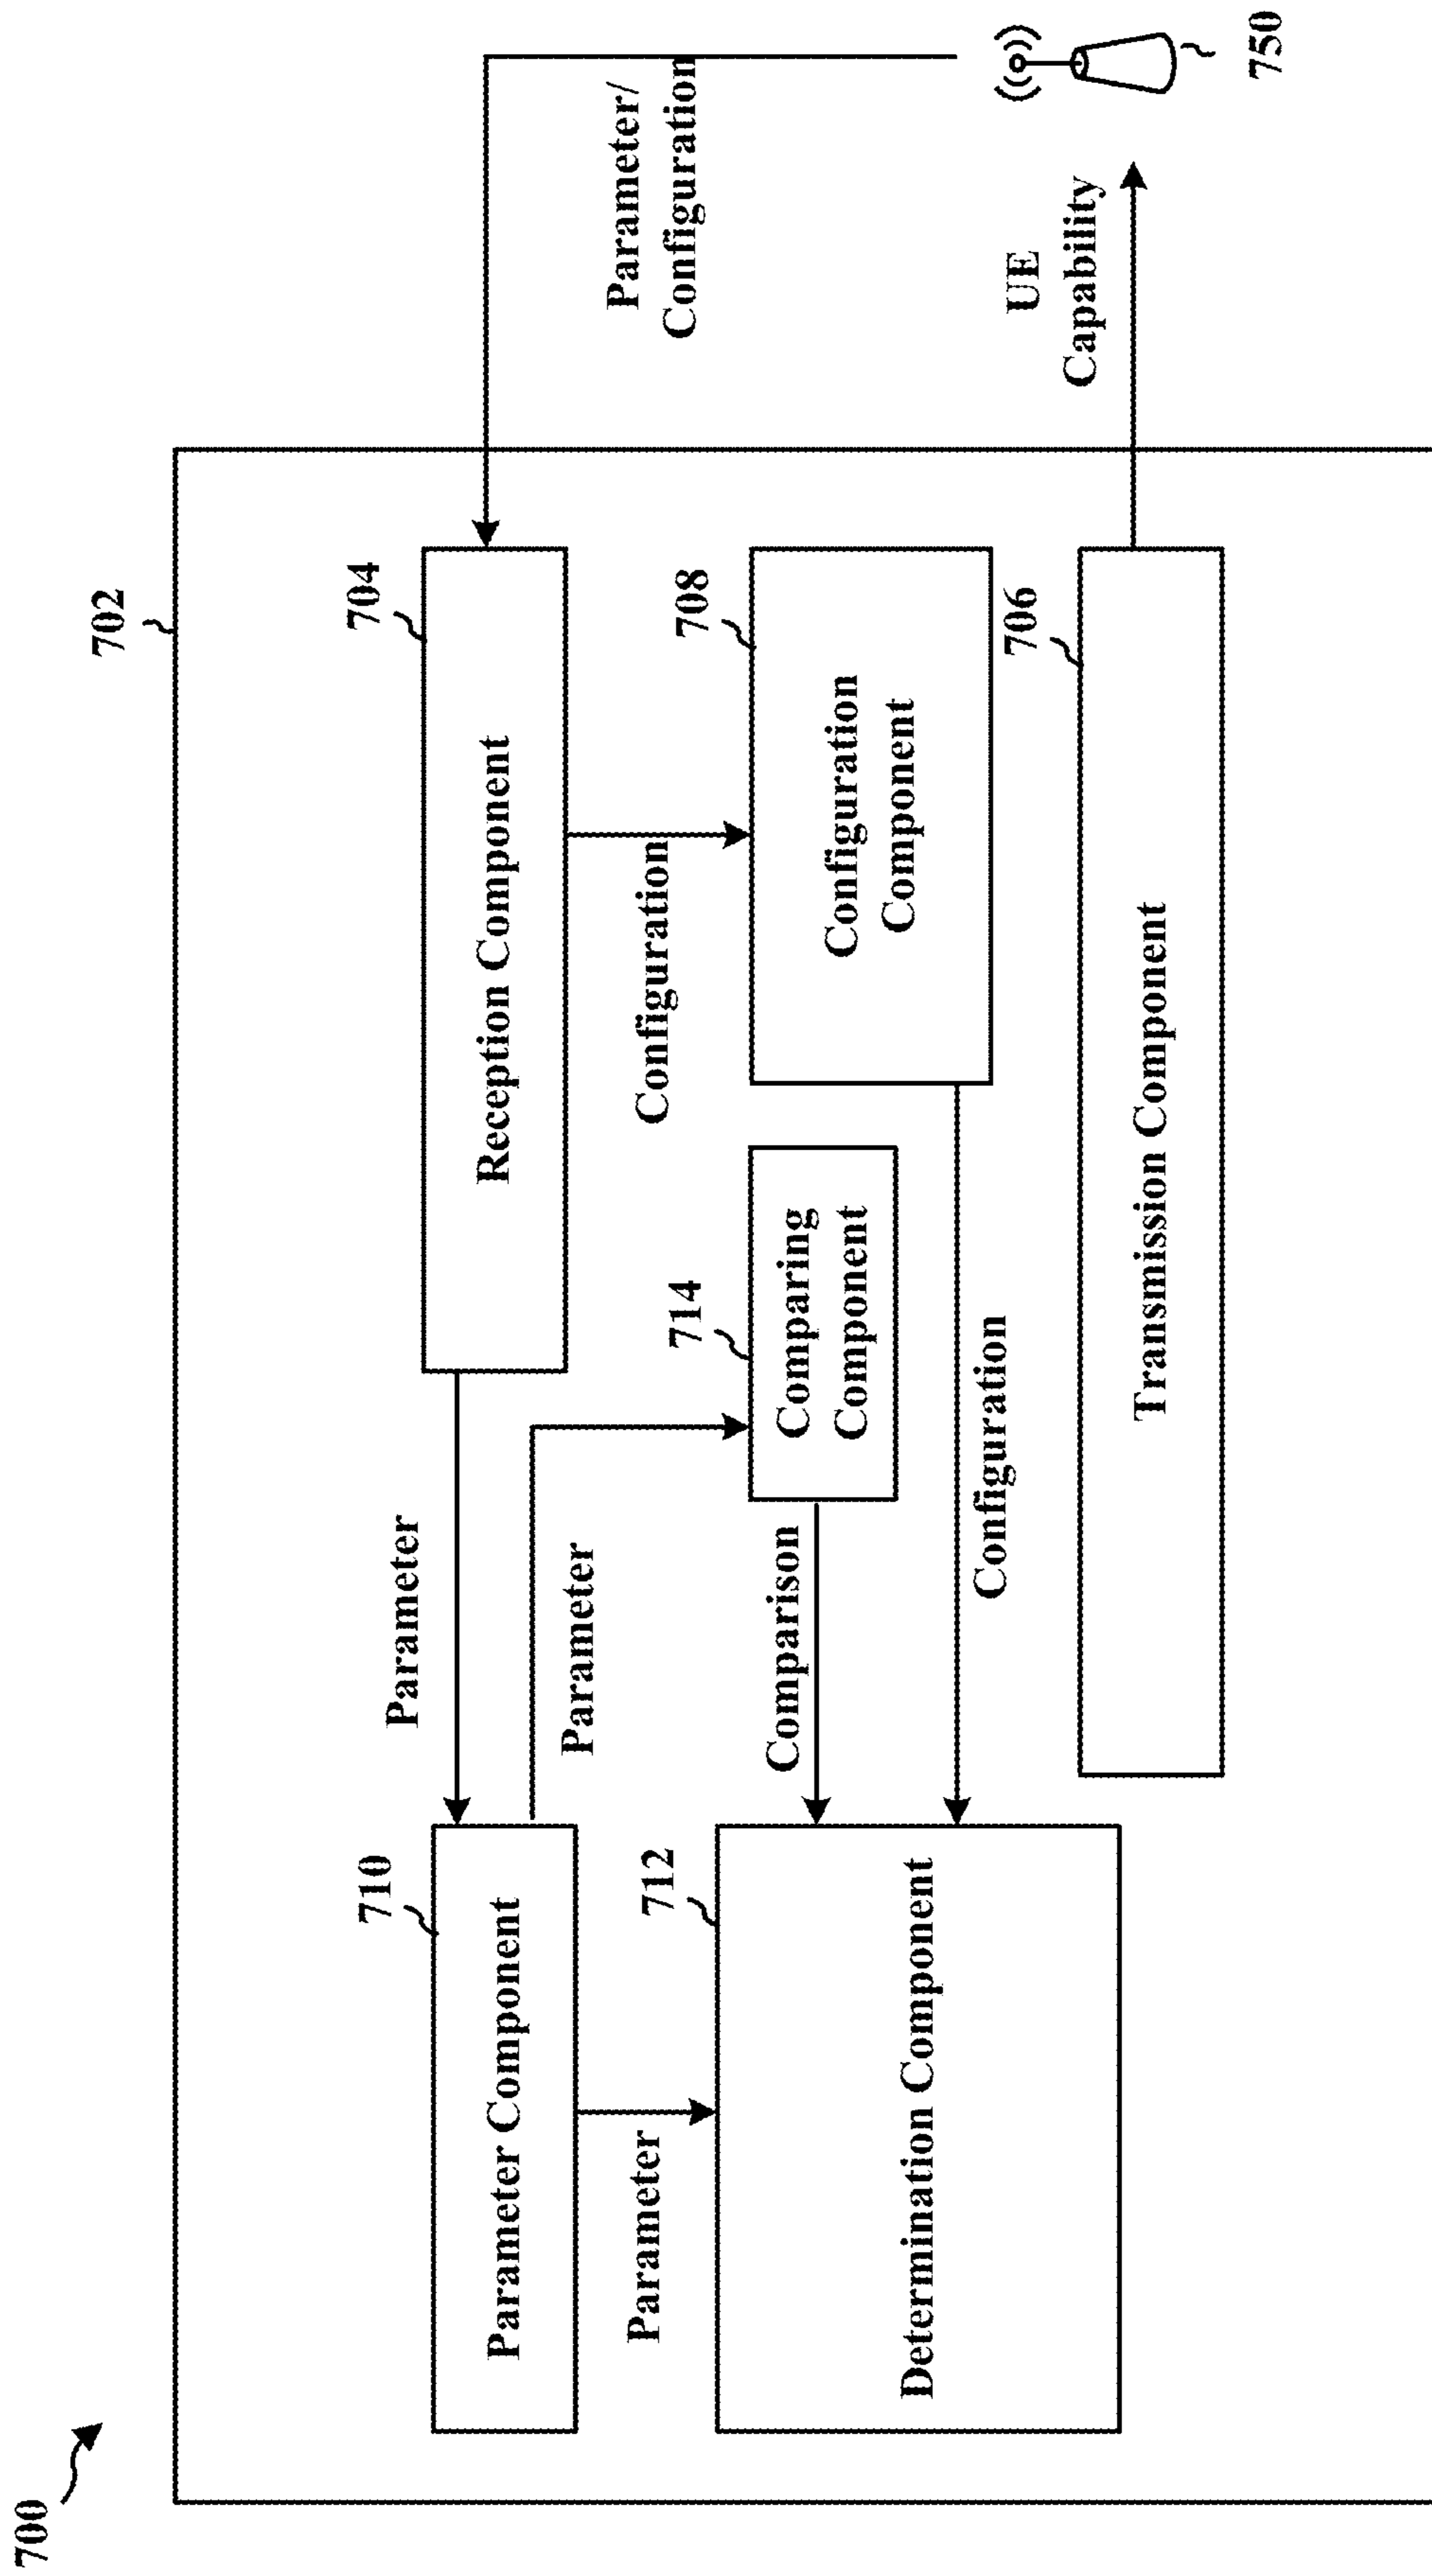 700
702
710
Parameter Component
Parameter
704
Reception Component
Parameter/
Configuration
Parameter
Parameter
Configuration
712
Determination Component
Comparison
714
Comparing
Component
708
Configuration
Component
Configuration
706
Transmission Component
UE
Capability
750